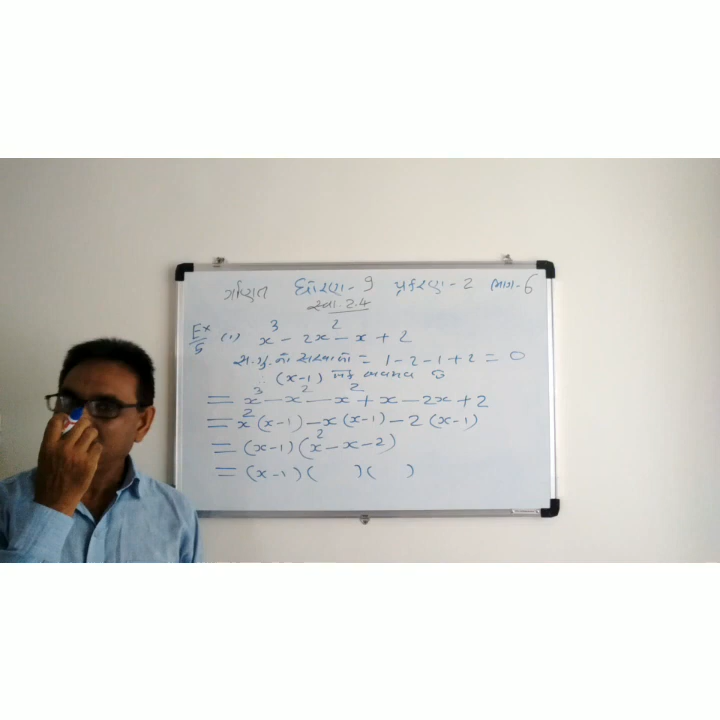 ગણિત ધોરણ-9 પ્રકરણ-2 ભાગ-6
સ્વા.2.4
Ex/5 (1) x³ - 2x² - x + 2
સ.ગુ.નો સરવાળો = 1-2-1+2 = 0
∴ (x-1) એક અવયવ છે
= x³ - x² - x² + x - 2x + 2
= x²(x-1) - x(x-1) - 2(x-1)
= (x-1)(x² - x - 2)
= (x-1)( )( )